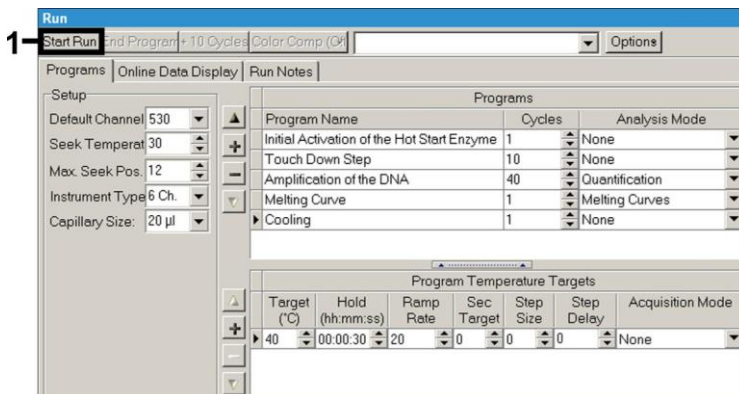 Run
1 Start Run End Program + 10 Cycles Color Comp (Off) Options
Programs Online Data Display Run Notes
Setup
Default Channel 530
Seek Temperat 30
Max. Seek Pos. 12
Instrument Type 6 Ch.
Capillary Size: 20 µl
Programs
Program Name Cycles Analysis Mode
Initial Activation of the Hot Start Enzyme 1 None
Touch Down Step 10 None
Amplification of the DNA 40 Quantification
Melting Curve 1 Melting Curves
Cooling 1 None
Program Temperature Targets
Target (°C) Hold (hh:mm:ss) Ramp Rate Sec Target Step Size Step Delay Acquisition Mode
40 00:00:30 20 0 0 0 None